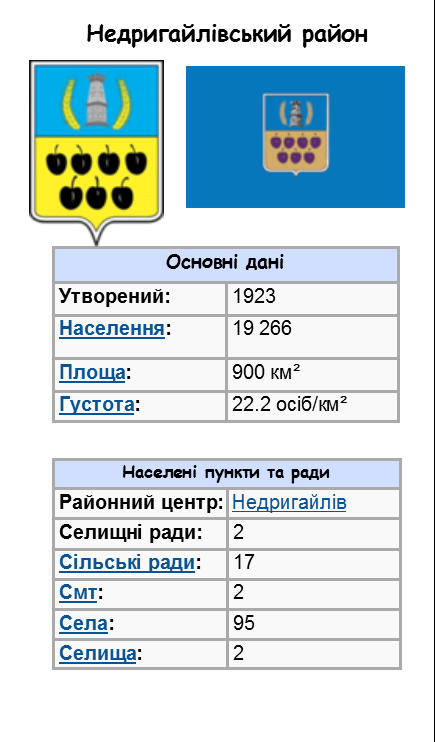 Недригайлівський район
Основні дані
Утворений: 1923
Населення: 19 266
Площа: 900 км²
Густота: 22.2 осіб/км²
Населені пункти та ради
Районний центр: Недригайлів
Селищні ради: 2
Сільські ради: 17
Смт: 2
Села: 95
Селища: 2